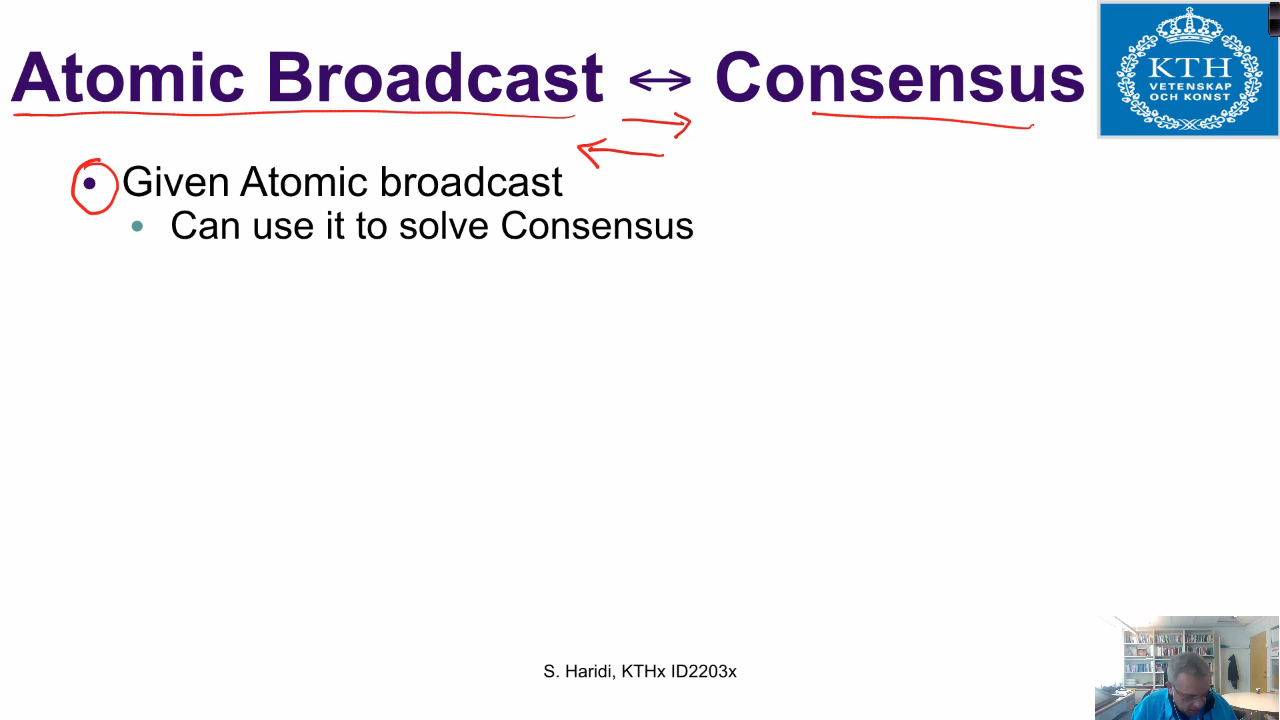 Atomic Broadcast ↔ Consensus
KTH
VETENSKAP
OCH KONST
• Given Atomic broadcast
• Can use it to solve Consensus
S. Haridi, KTHx ID2203x